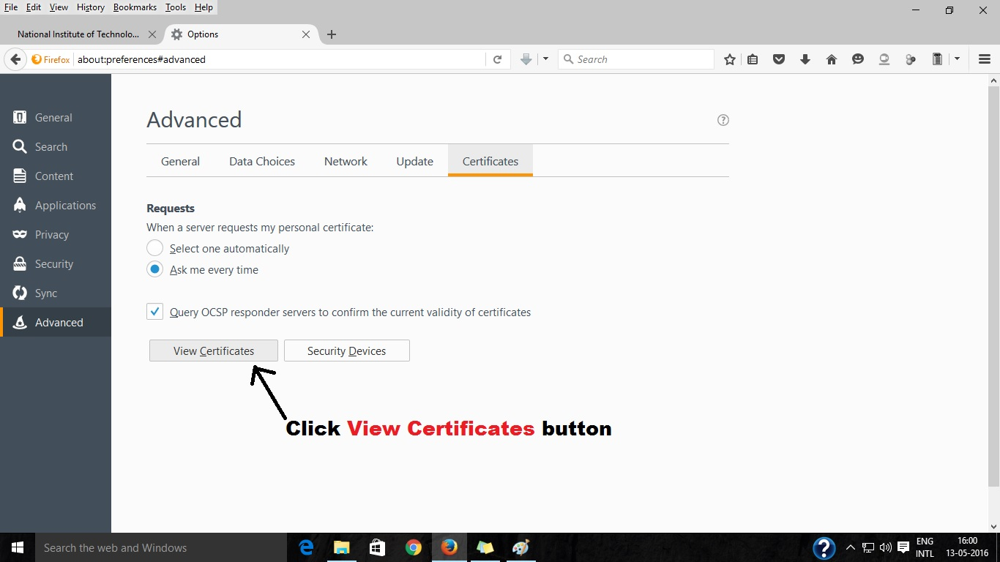 File Edit View History Bookmarks Tools Help
National Institute of Technolo... Options
Firefox about:preferences#advanced Search
General
Search
Content
Applications
Privacy
Security
Sync
Advanced
Advanced
General Data Choices Network Update Certificates
Requests
When a server requests my personal certificate:
Select one automatically
Ask me every time
Query OCSP responder servers to confirm the current validity of certificates
View Certificates Security Devices
Click View Certificates button
Search the web and Windows
ENG
INTL
16:00
13-05-2016